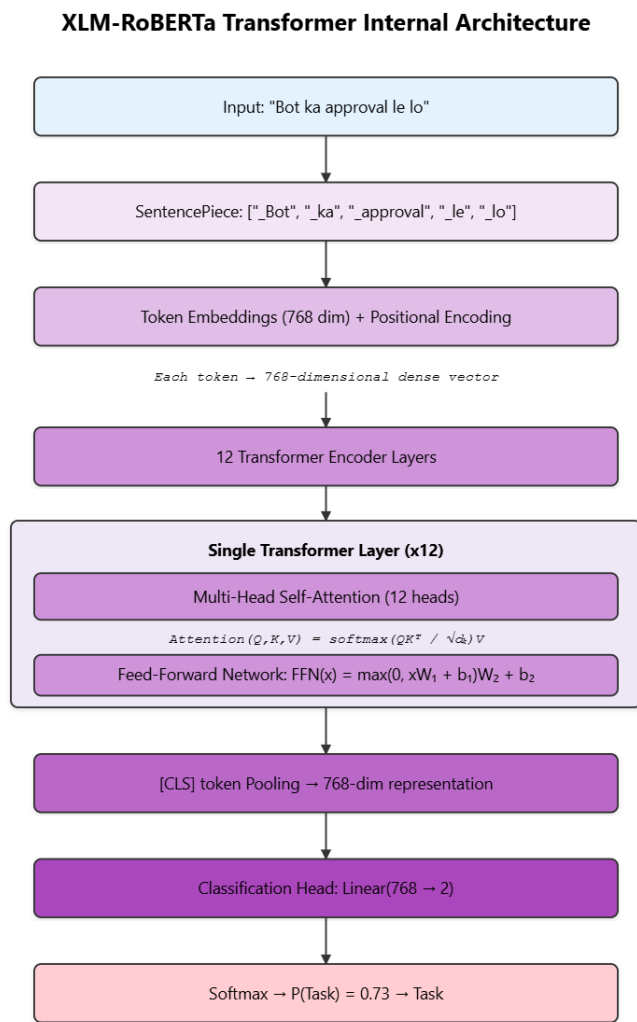 XLM-RoBERTa Transformer Internal Architecture
Input: "Bot ka approval le lo"
SentencePiece: ["_Bot", "_ka", "_approval", "_le", "_lo"]
Token Embeddings (768 dim) + Positional Encoding
Each token → 768-dimensional dense vector
12 Transformer Encoder Layers
Single Transformer Layer (x12)
Multi-Head Self-Attention (12 heads)
Attention(Q,K,V) = softmax(QKᵀ / √dₖ)V
Feed-Forward Network: FFN(x) = max(0, xW₁ + b₁)W₂ + b₂
[CLS] token Pooling → 768-dim representation
Classification Head: Linear(768 → 2)
Softmax → P(Task) = 0.73 → Task